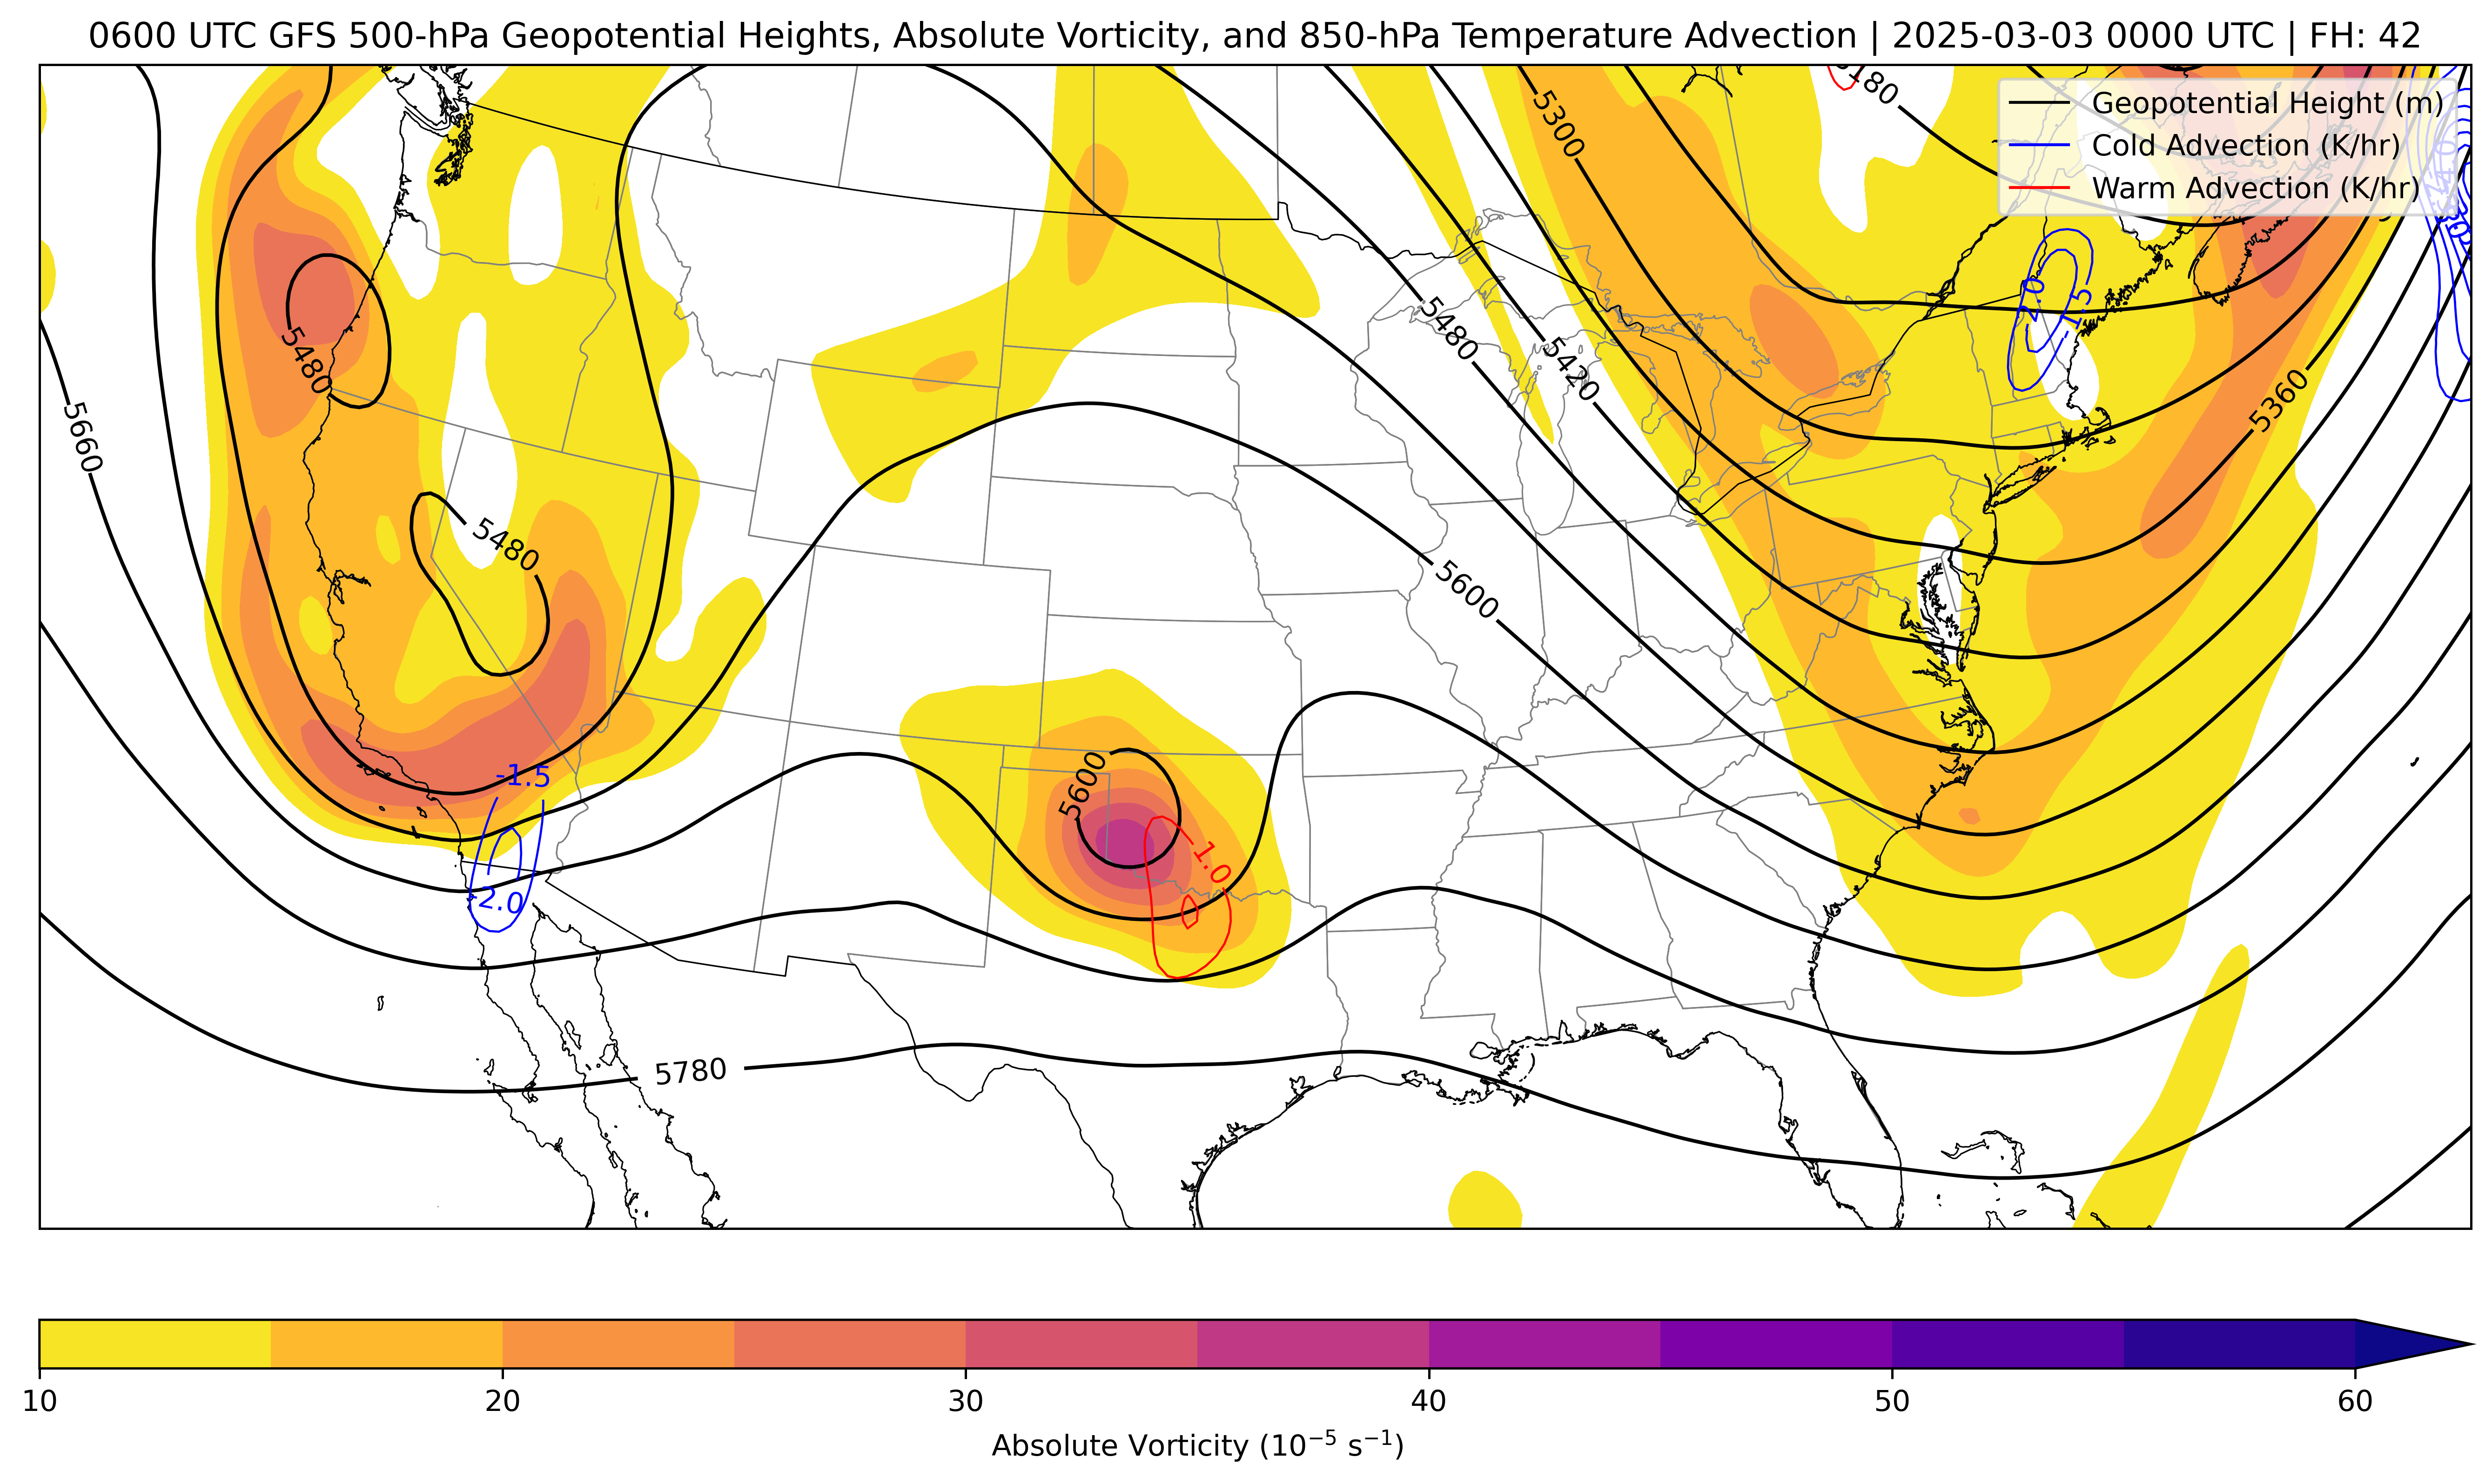 0600 UTC GFS 500-hPa Geopotential Heights, Absolute Vorticity, and 850-hPa Temperature Advection | 2025-03-03 0000 UTC | FH: 42
5180
Geopotential Height (m)
Cold Advection (K/hr)
Warm Advection (K/hr)
5300
-2.0
-1.5
5480
5480
5420
5360
5660
5480
5600
-1.5
5600
1.0
-2.0
5780
10 20 30 40 50 60
Absolute Vorticity (10⁻⁵ s⁻¹)